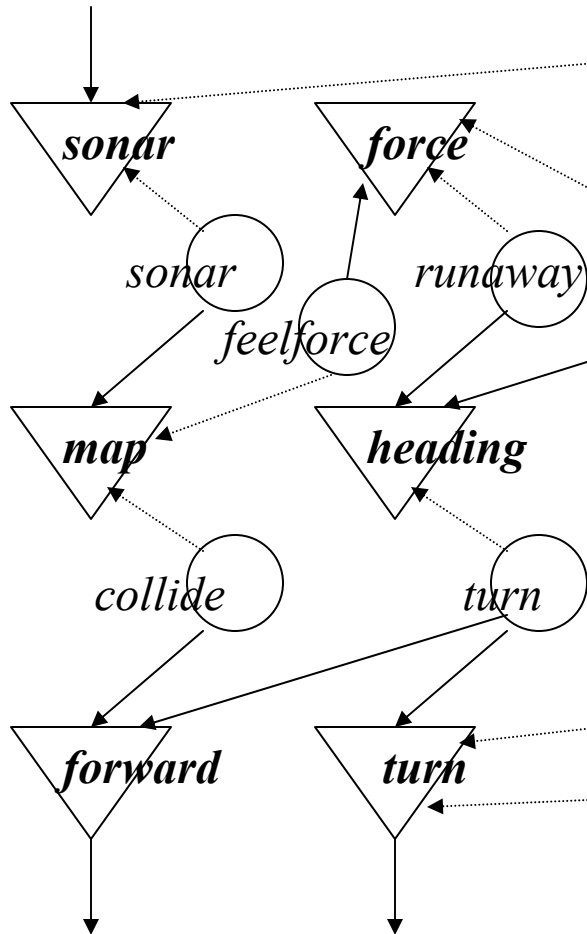 sonar
force
sonar
runaway
feelforce
map
heading
collide
turn
forward
turn